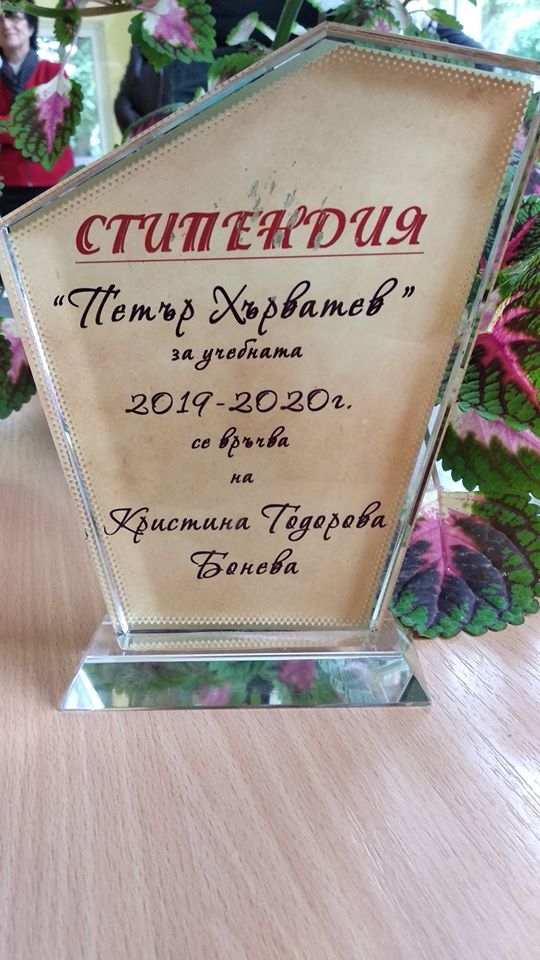 СТИПЕНДИЯ
“Петър Хърватев”
за учебната
2019-2020г.
се връчва
на
Кристина Тодорова
Бонева